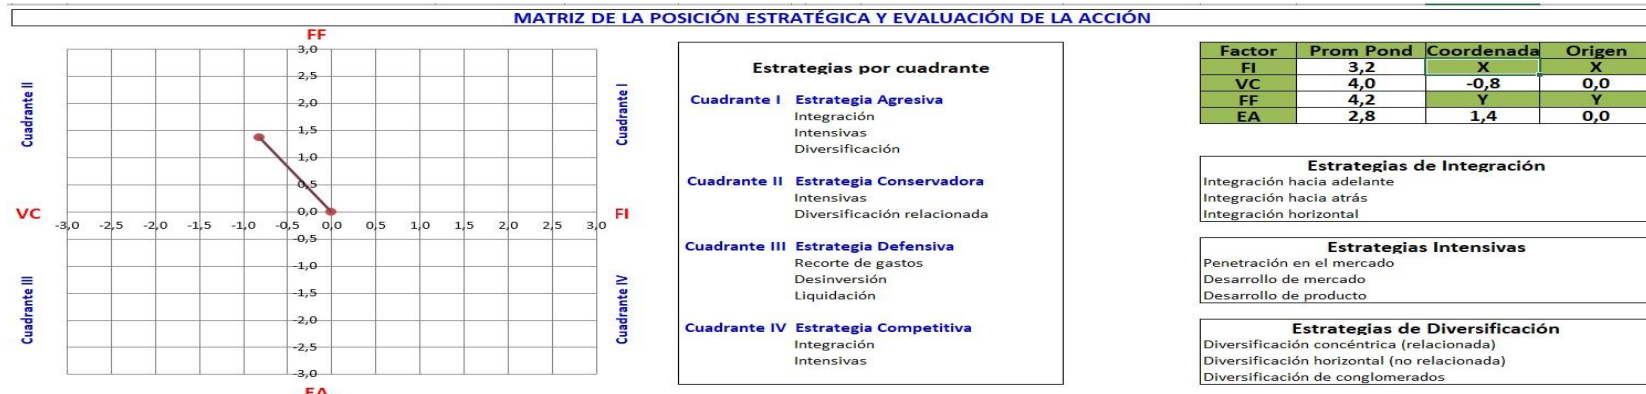 MATRIZ DE LA POSICIÓN ESTRATÉGICA Y EVALUACIÓN DE LA ACCIÓN
FF
3,0
2,5
2,0
1,5
1,0
0,5
0,0
-0,5
-1,0
-1,5
-2,0
-2,5
-3,0
Cuadrante II
Cuadrante I
VC
FI
-3,0 -2,5 -2,0 -1,5 -1,0 -0,5 0,0 0,5 1,0 1,5 2,0 2,5 3,0
Cuadrante III
Cuadrante IV
EA
Estrategias por cuadrante
Cuadrante I Estrategia Agresiva
Integración
Intensivas
Diversificación
Cuadrante II Estrategia Conservadora
Intensivas
Diversificación relacionada
Cuadrante III Estrategia Defensiva
Recorte de gastos
Desinversión
Liquidación
Cuadrante IV Estrategia Competitiva
Integración
Intensivas
Factor Prom Pond Coordenada Origen
FI 3,2 X X
VC 4,0 -0,8 0,0
FF 4,2 Y Y
EA 2,8 1,4 0,0
Estrategias de Integración
Integración hacia adelante
Integración hacia atrás
Integración horizontal
Estrategias Intensivas
Penetración en el mercado
Desarrollo de mercado
Desarrollo de producto
Estrategias de Diversificación
Diversificación concéntrica (relacionada)
Diversificación horizontal (no relacionada)
Diversificación de conglomerados